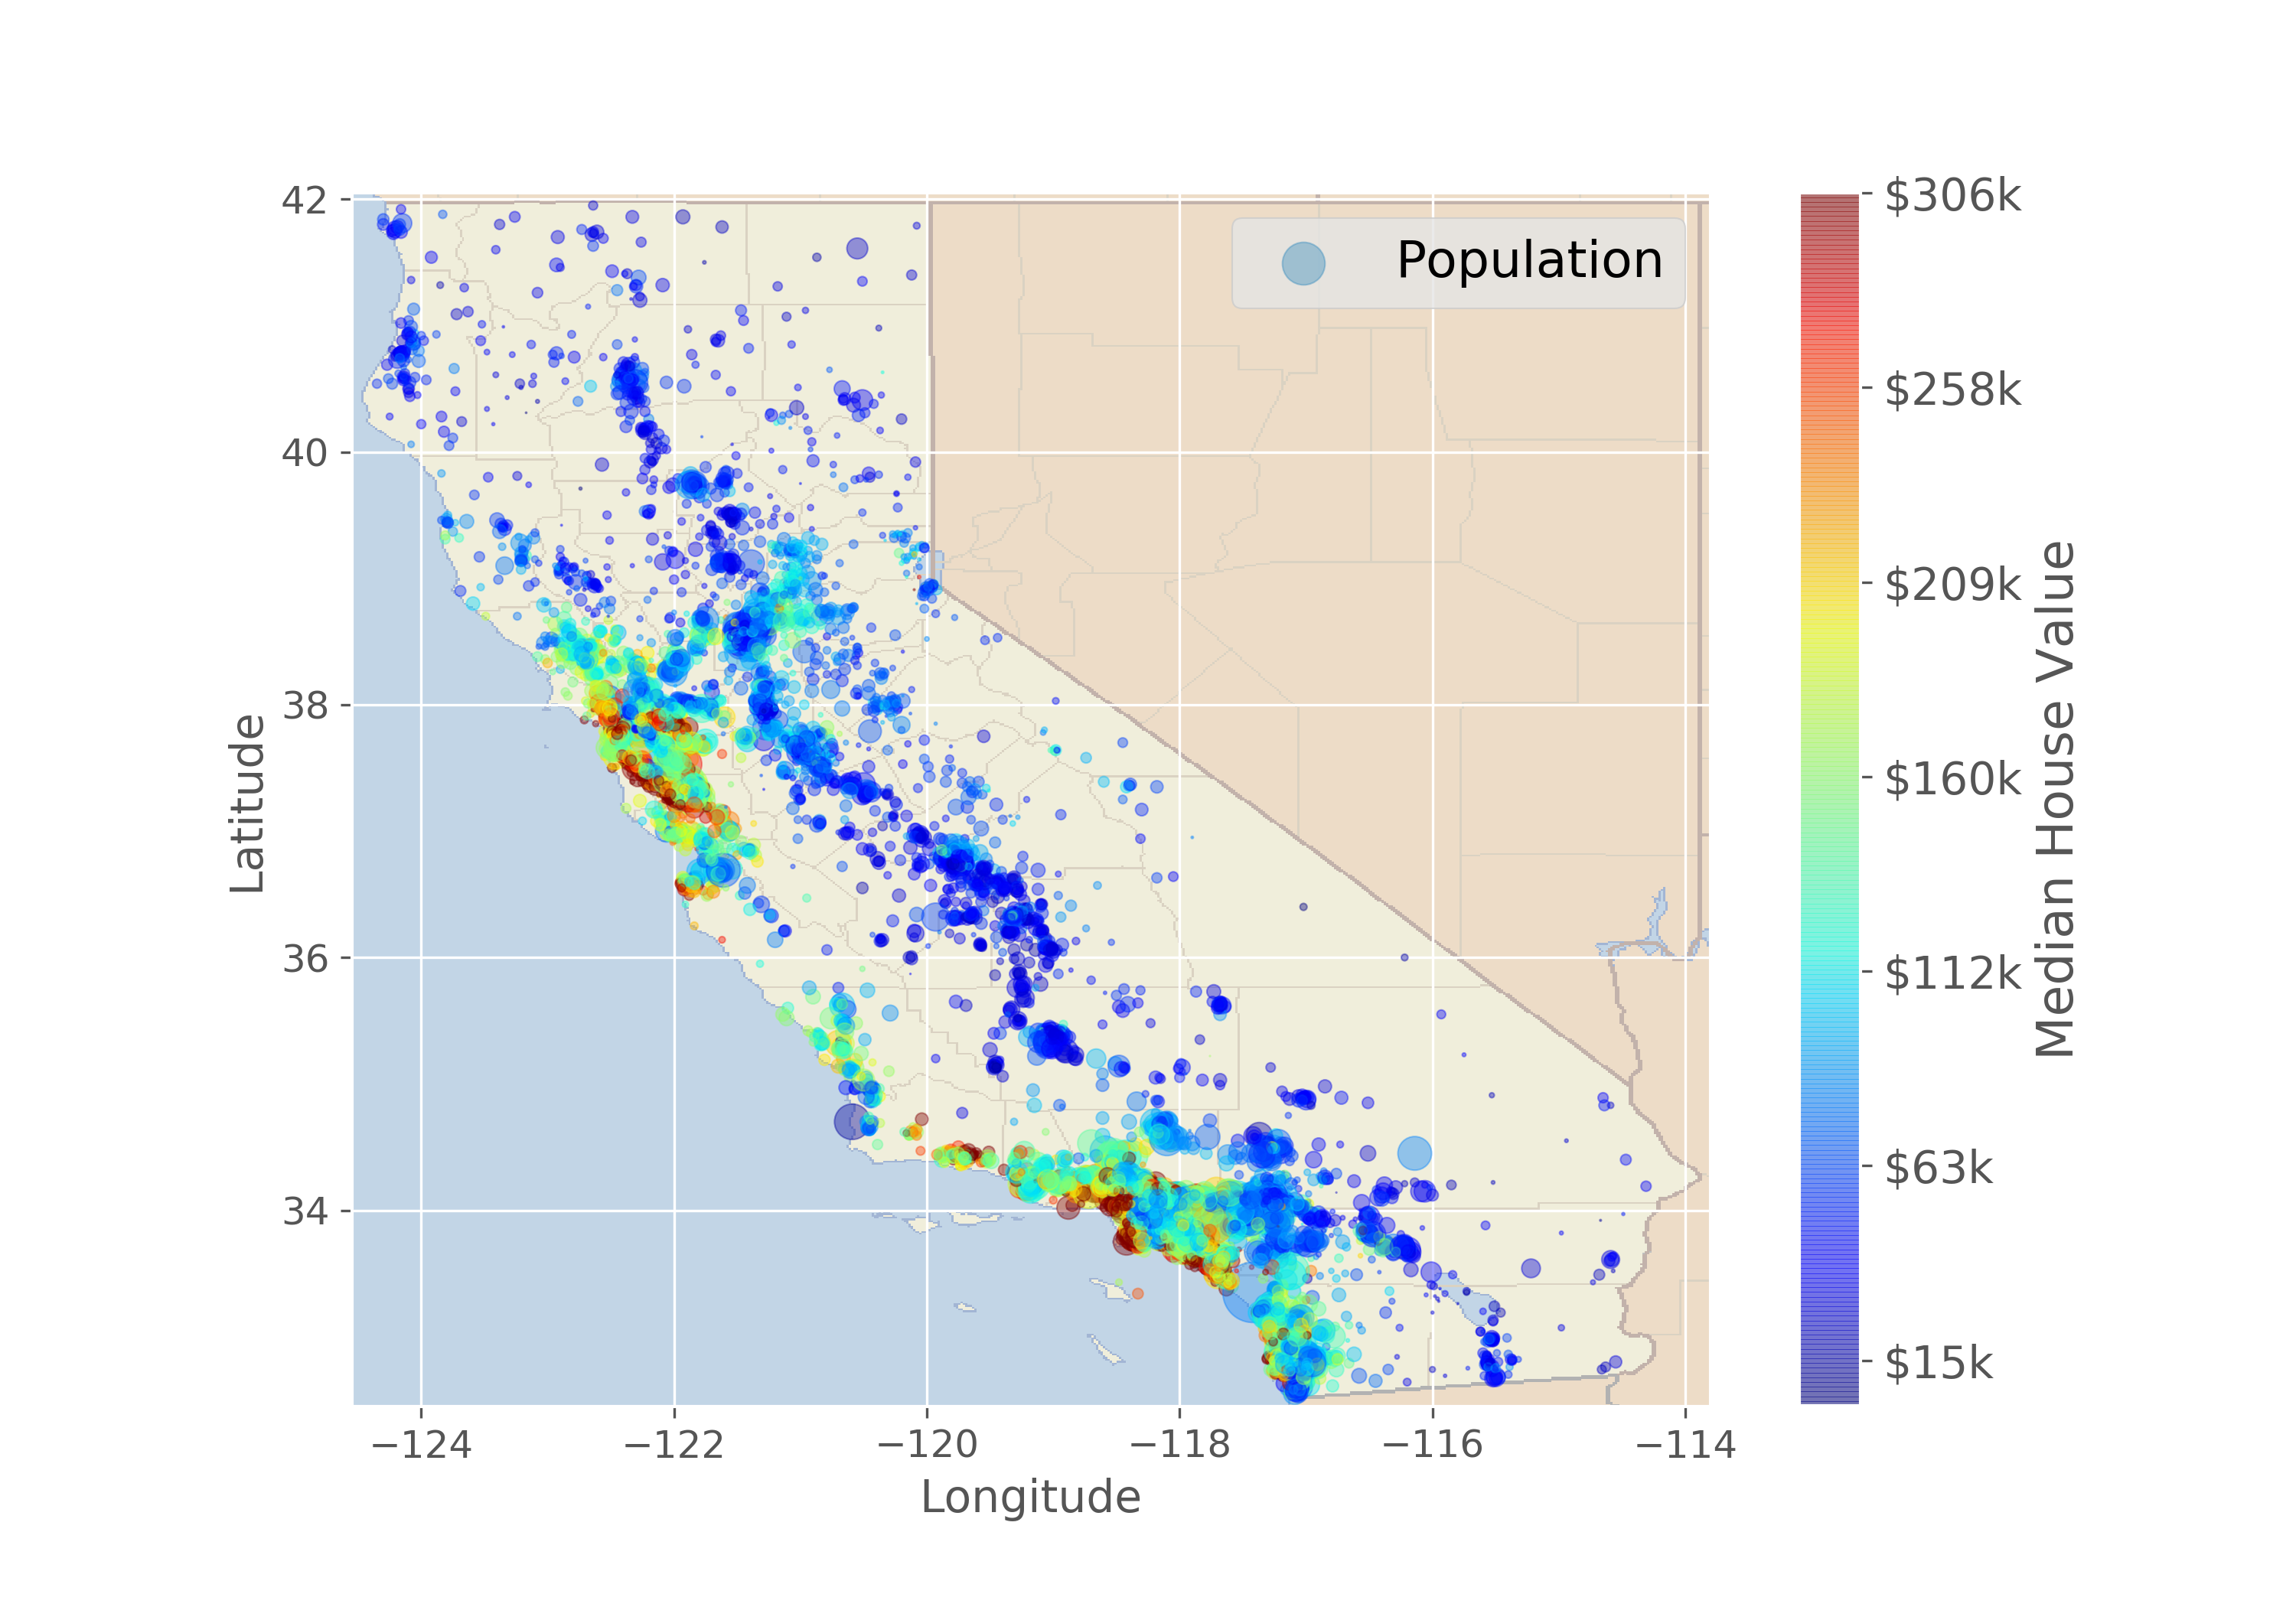 42
40
38
36
34
Latitude
−124
−122
−120
−118
−116
−114
Longitude
Population
$306k
$258k
$209k
$160k
$112k
$63k
$15k
Median House Value